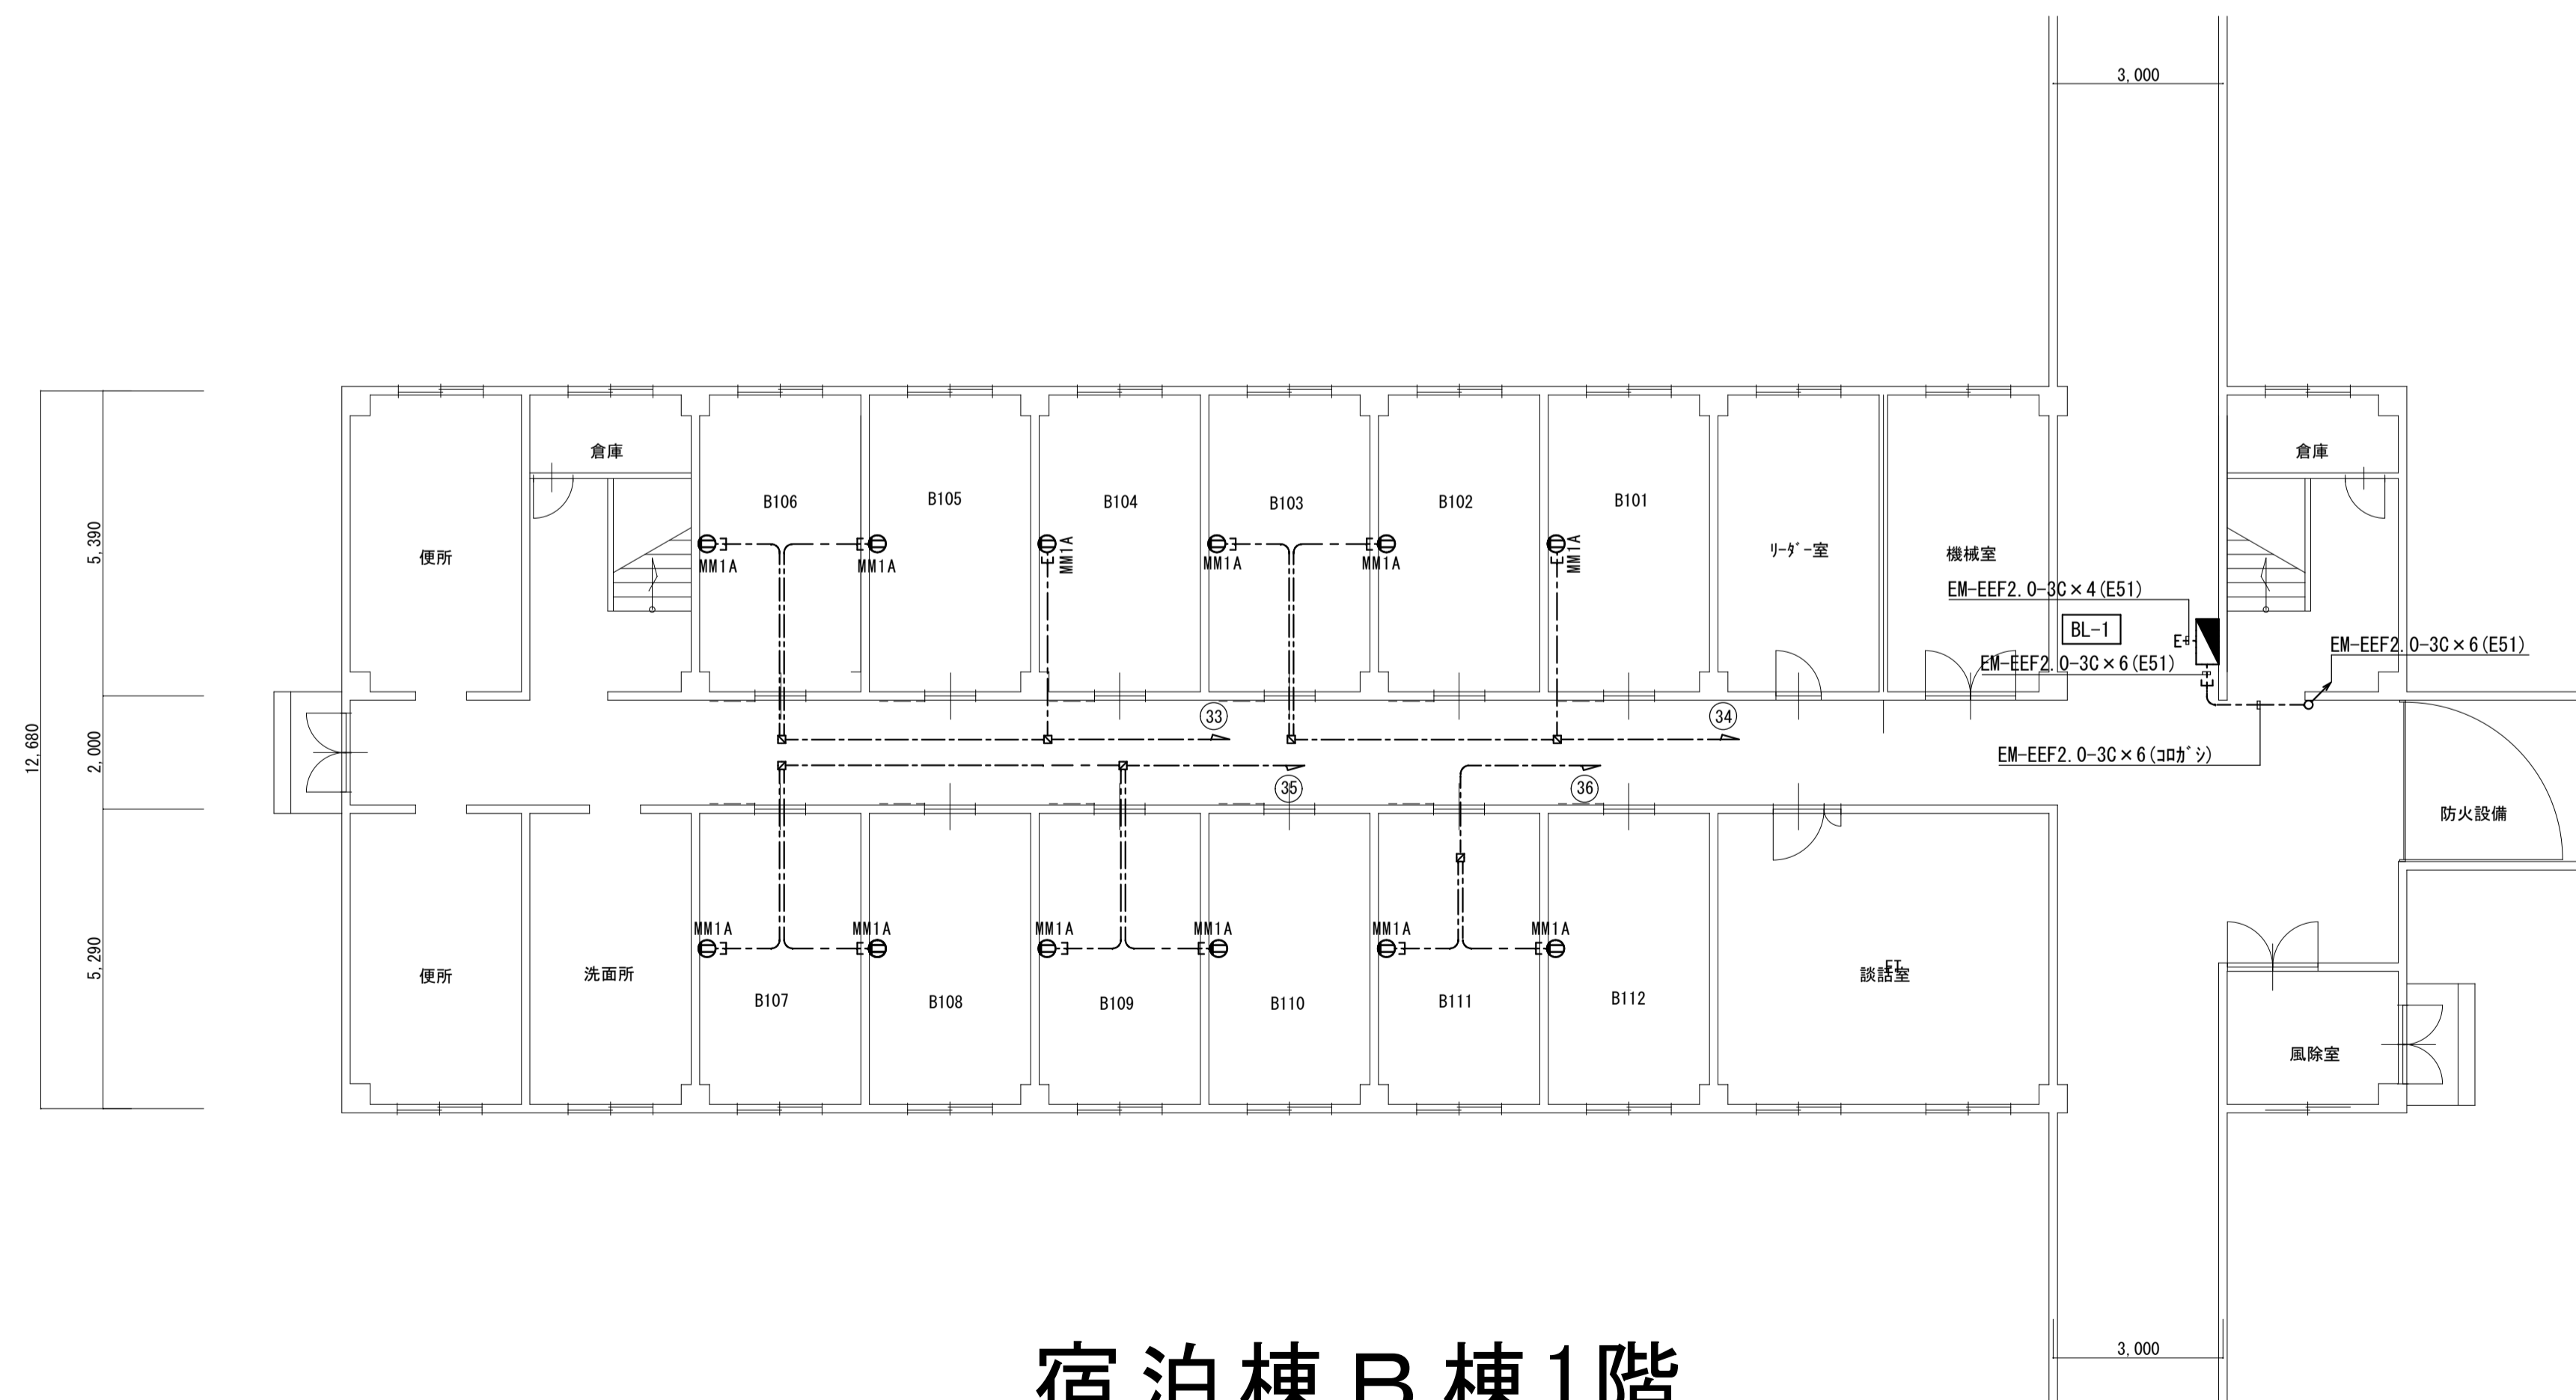 3,000
倉庫
倉庫
B106
B105
B104
B103
B102
B101
便所
リーダー室
機械室
5,390
MM1A
MM1A
MM1A
MM1A
MM1A
MM1A
EM-EEF2.0-3C×4(E51)
BL-1
E
EM-EEF2.0-3C×6(E51)
EM-EEF2.0-3C×6(E51)
33
34
12,680
2,000
EM-EEF2.0-3C×6(コロガシ)
35
36
防火設備
MM1A
MM1A
MM1A
MM1A
MM1A
MM1A
5,290
便所
洗面所
B107
B108
B109
B110
B111
B112
談話室
風除室
3,000
宿泊棟B棟1階